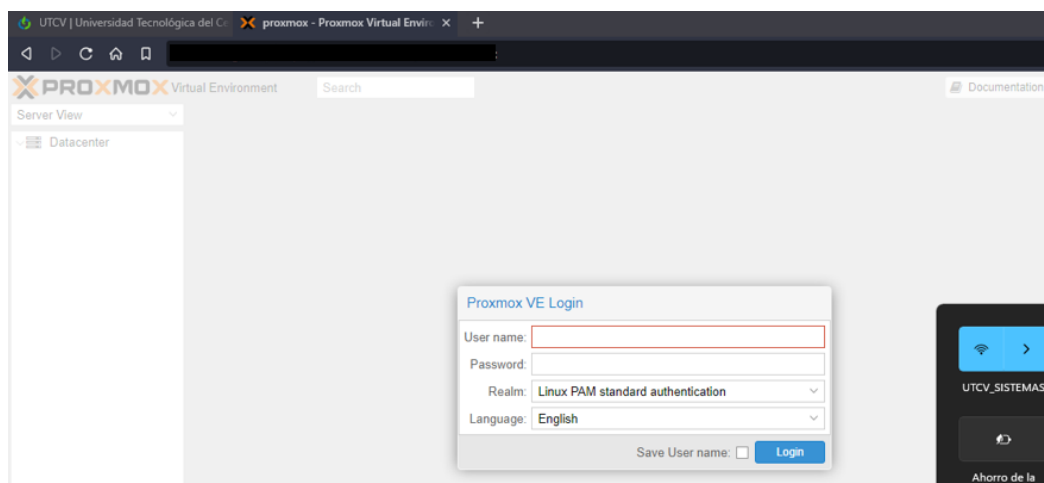 UTCV | Universidad Tecnológica del Ce
proxmox - Proxmox Virtual Enviro
PROXMOX Virtual Environment
Search
Documentation
Server View
Datacenter
Proxmox VE Login
User name:
Password:
Realm: Linux PAM standard authentication
Language: English
Save User name:
Login
UTCV_SISTEMAS
Ahorro de la